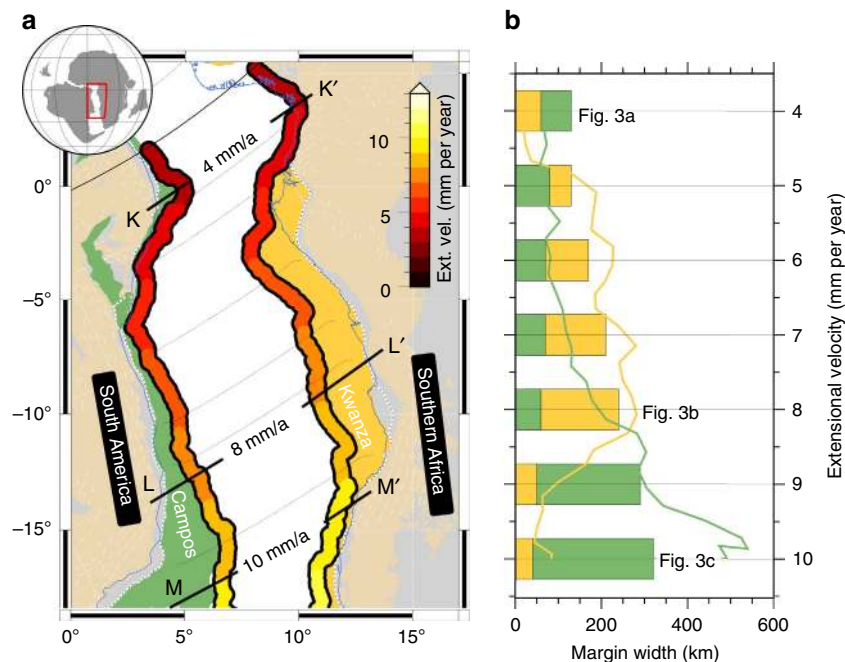 a
b
K′
4 mm/a
10
5
0
Ext. vel. (mm per year)
0°
K
−5°
L′
Kwanza
South America
Southern Africa
−10°
8 mm/a
L
Campos
M′
−15°
10 mm/a
M
0°
5°
10°
15°
Fig. 3a
Fig. 3b
Fig. 3c
4
5
6
7
8
9
10
Extensional velocity (mm per year)
0
200
400
600
Margin width (km)